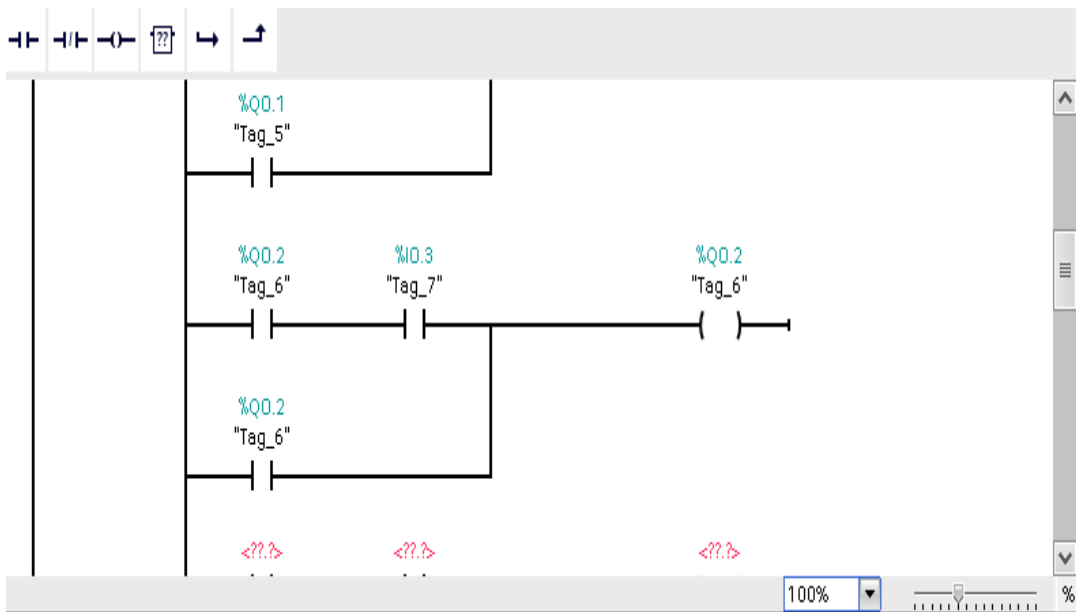 ??
%Q0.1
"Tag_5"
%Q0.2 %I0.3 %Q0.2
"Tag_6" "Tag_7" "Tag_6"
%Q0.2
"Tag_6"
<??.?> <??.?> <??.?>
100% %